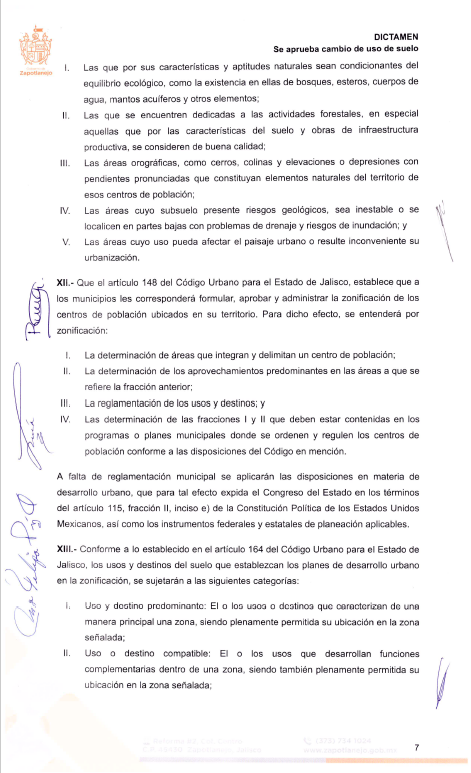 DICTAMEN
Se aprueba cambio de uso de suelo
Zapotlanejo
I. Las que por sus características y aptitudes naturales sean condicionantes del
equilibrio ecológico, como la existencia en ellas de bosques, esteros, cuerpos de
agua, mantos acuíferos y otros elementos;
II. Las que se encuentren dedicadas a las actividades forestales, en especial
aquellas que por las características del suelo y obras de infraestructura
productiva, se consideren de buena calidad;
III. Las áreas orográficas, como cerros, colinas y elevaciones o depresiones con
pendientes pronunciadas que constituyan elementos naturales del territorio de
esos centros de población;
IV. Las áreas cuyo subsuelo presente riesgos geológicos, sea inestable o se
localicen en partes bajas con problemas de drenaje y riesgos de inundación; y
V. Las áreas cuyo uso pueda afectar el paisaje urbano o resulte inconveniente su
urbanización.
XII.- Que el artículo 148 del Código Urbano para el Estado de Jalisco, establece que a
los municipios les corresponderá formular, aprobar y administrar la zonificación de los
centros de población ubicados en su territorio. Para dicho efecto, se entenderá por
zonificación:
I. La determinación de áreas que integran y delimitan un centro de población;
II. La determinación de los aprovechamientos predominantes en las áreas a que se
refiere la fracción anterior;
III. La reglamentación de los usos y destinos; y
IV. Las determinación de las fracciones I y II que deben estar contenidas en los
programas o planes municipales donde se ordenen y regulen los centros de
población conforme a las disposiciones del Código en mención.
A falta de reglamentación municipal se aplicarán las disposiciones en materia de
desarrollo urbano, que para tal efecto expida el Congreso del Estado en los términos
del artículo 115, fracción II, inciso e) de la Constitución Política de los Estados Unidos
Mexicanos, así como los instrumentos federales y estatales de planeación aplicables.
XIII.- Conforme a lo establecido en el artículo 164 del Código Urbano para el Estado de
Jalisco, los usos y destinos del suelo que establezcan los planes de desarrollo urbano
en la zonificación, se sujetarán a las siguientes categorías:
I. Uso y destino predominante: El o los usos o destinos que caracterizan de una
manera principal una zona, siendo plenamente permitida su ubicación en la zona
señalada;
II. Uso o destino compatible: El o los usos que desarrollan funciones
complementarias dentro de una zona, siendo también plenamente permitida su
ubicación en la zona señalada;
www.zapotlanejo.gob.mx
7